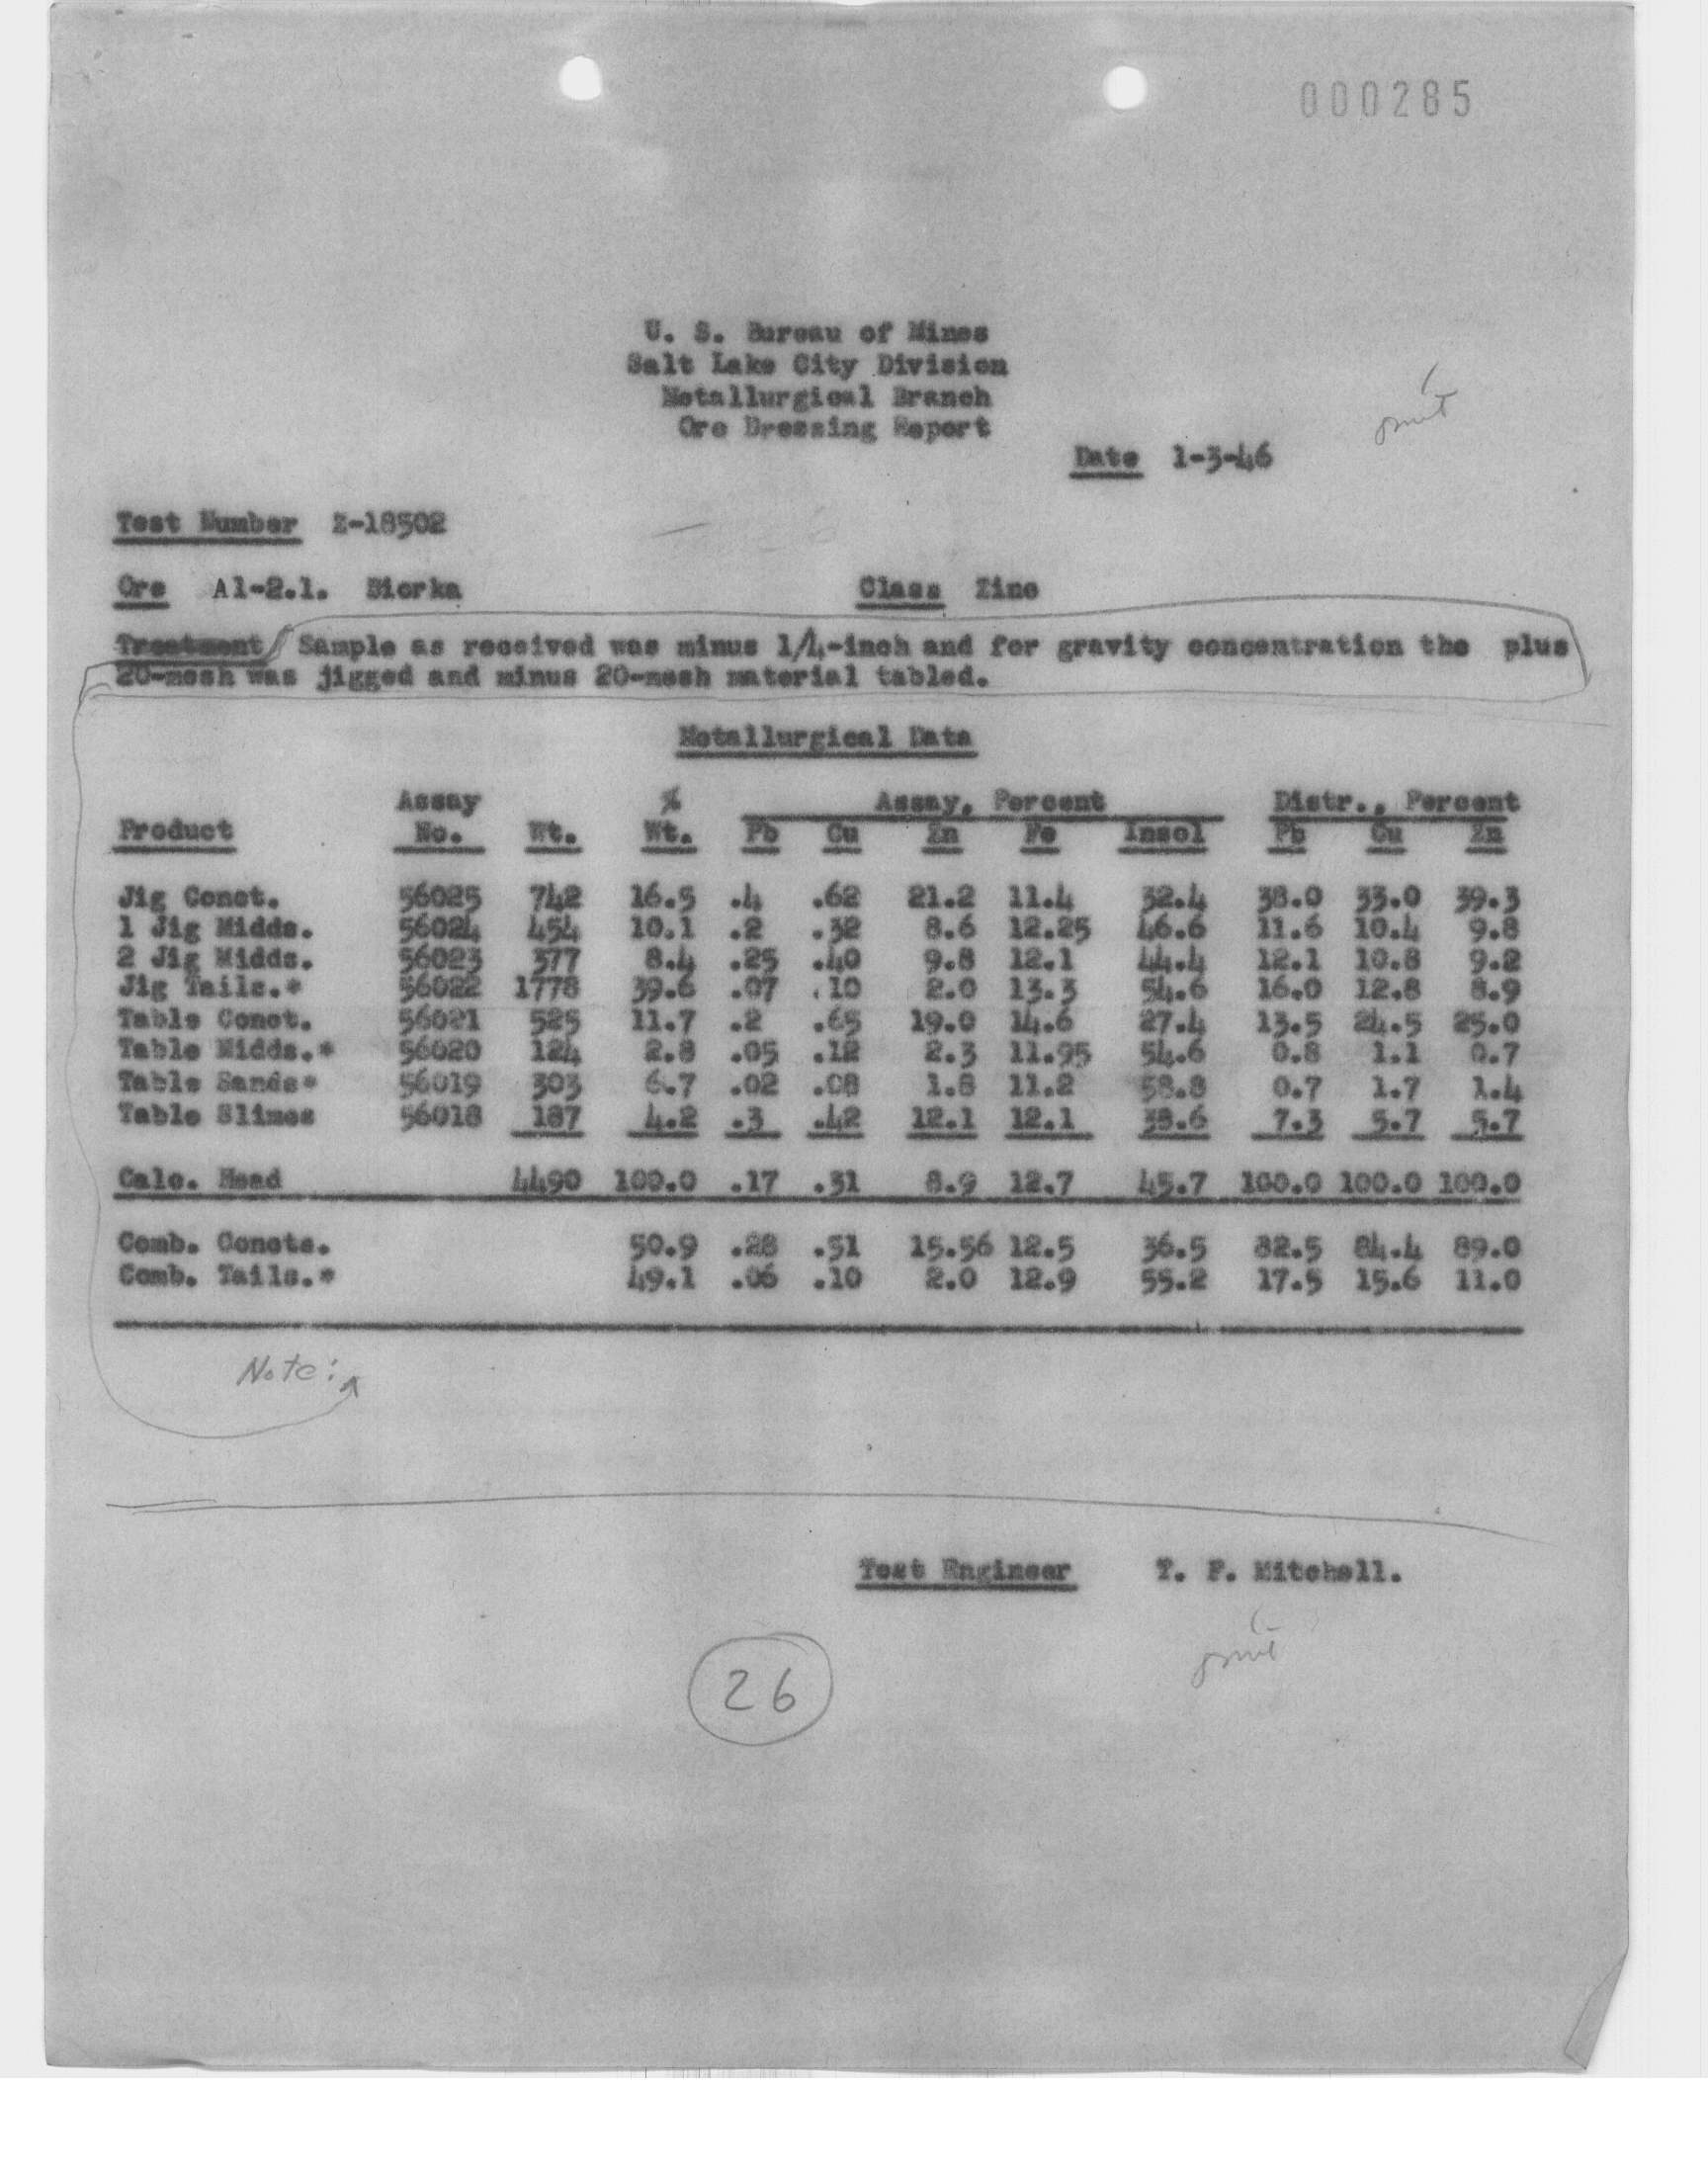 000285
U. S. Bureau of Mines
Salt Lake City Division
Metallurgical Branch
Ore Dressing Report
omit
Date 1-3-46
Test Number Z-18502
Ore Al-2.1. Biorka Class Zinc
Treatment Sample as received was minus 1/4-inch and for gravity concentration the plus
20-mesh was jigged and minus 20-mesh material tabled.
Metallurgical Data
Assay % Assay, Percent Distr., Percent
Product No. Wt. Wt. Pb Cu Zn Fe Insol Pb Cu Zn
Jig Conct. 56025 742 16.5 .4 .62 21.2 11.4 32.4 38.0 33.0 39.3
1 Jig Midds. 56024 454 10.1 .2 .32 8.6 12.25 46.6 11.6 10.4 9.8
2 Jig Midds. 56023 377 8.4 .25 .40 9.8 12.1 44.4 12.1 10.8 9.2
Jig Tails.* 56022 1778 39.6 .07 .10 2.0 13.3 54.6 16.0 12.8 8.9
Table Conct. 56021 525 11.7 .2 .65 19.0 14.6 27.4 13.5 24.5 25.0
Table Midds.* 56020 124 2.8 .05 .12 2.3 11.95 54.6 0.8 1.1 0.7
Table Sands* 56019 303 6.7 .02 .08 1.8 11.2 58.8 0.7 1.7 1.4
Table Slimes 56018 187 4.2 .3 .42 12.1 12.1 38.6 7.3 5.7 5.7
Calc. Head 4490 100.0 .17 .31 8.9 12.7 45.7 100.0 100.0 100.0
Comb. Concts. 50.9 .28 .51 15.56 12.5 36.5 82.5 84.4 89.0
Comb. Tails.* 49.1 .06 .10 2.0 12.9 55.2 17.5 15.6 11.0
Note:
Test Engineer T. F. Mitchell.
omit
26